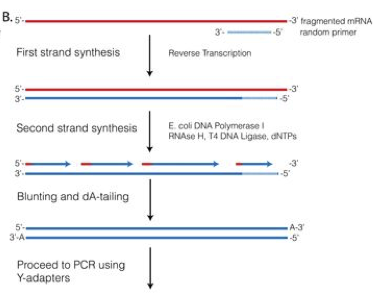 B. 5'- -3' fragmented mRNA
3'- -5' random primer
First strand synthesis Reverse Transcription
5'- -3'
3'- -5'
Second strand synthesis E. coli DNA Polymerase I
RNAse H, T4 DNA Ligase, dNTPs
5'- -3'
3'- -5'
Blunting and dA-tailing
5'- A-3'
3'-A -5'
Proceed to PCR using
Y-adapters